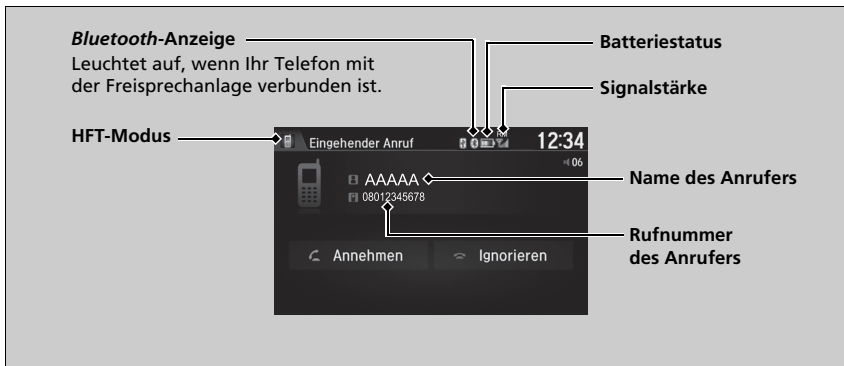 Bluetooth-Anzeige
Leuchtet auf, wenn Ihr Telefon mit
der Freisprechanlage verbunden ist.
Batteriestatus
Signalstärke
HFT-Modus
Eingehender Anruf
12:34
06
AAAAA
08012345678
Name des Anrufers
Rufnummer
des Anrufers
Annehmen
Ignorieren